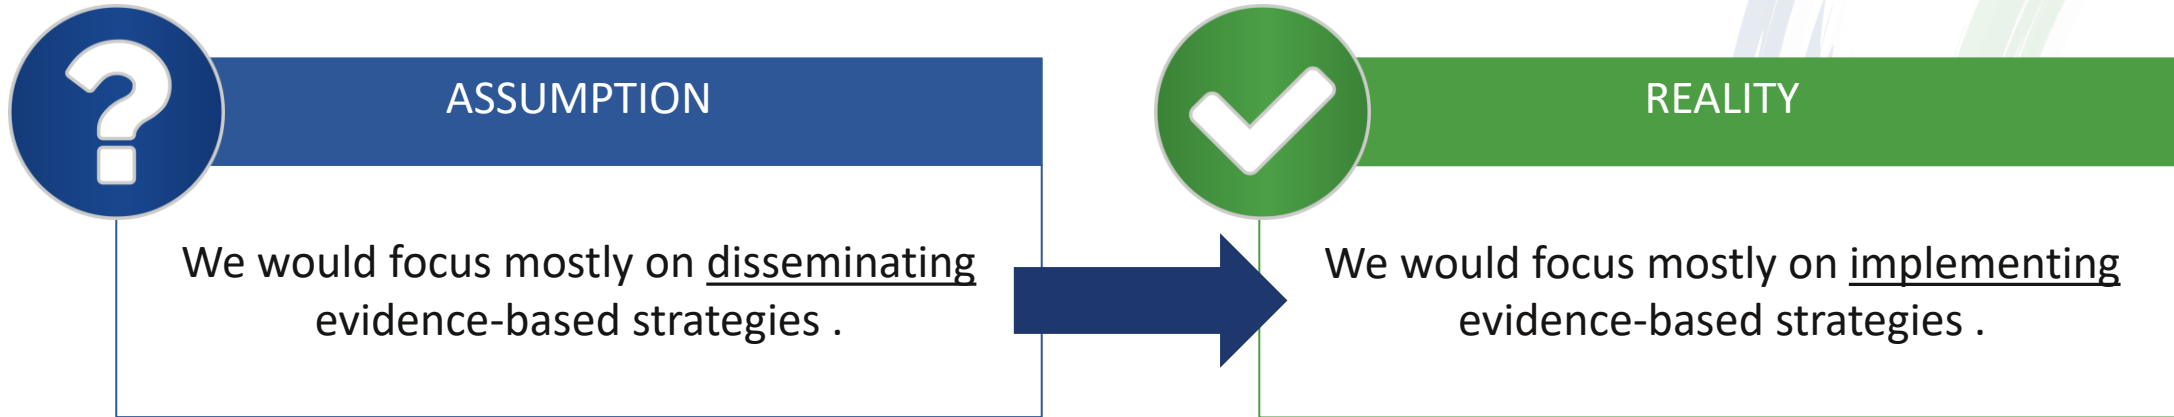 ASSUMPTION
We would focus mostly on disseminating
evidence-based strategies .
REALITY
We would focus mostly on implementing
evidence-based strategies .